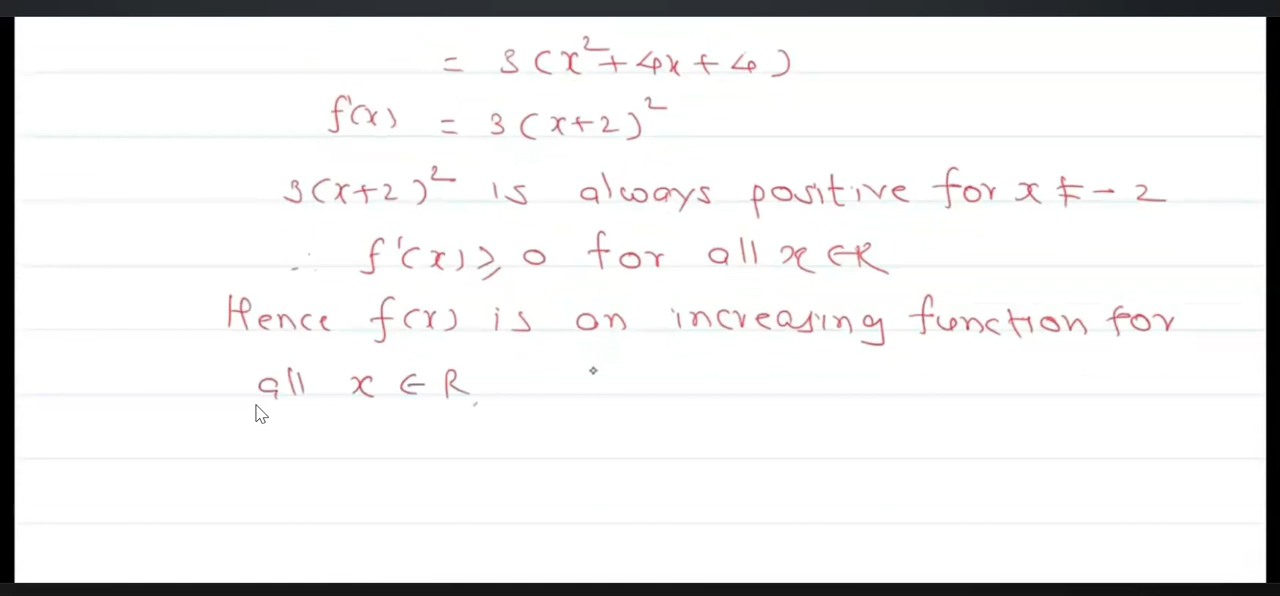 = 3(x²+4x+4)
f'(x) = 3(x+2)²
3(x+2)² is always positive for x ≠ -2
∴ f'(x) ≥ 0 for all x ∈ R
Hence f(x) is an increasing function for
all x ∈ R.